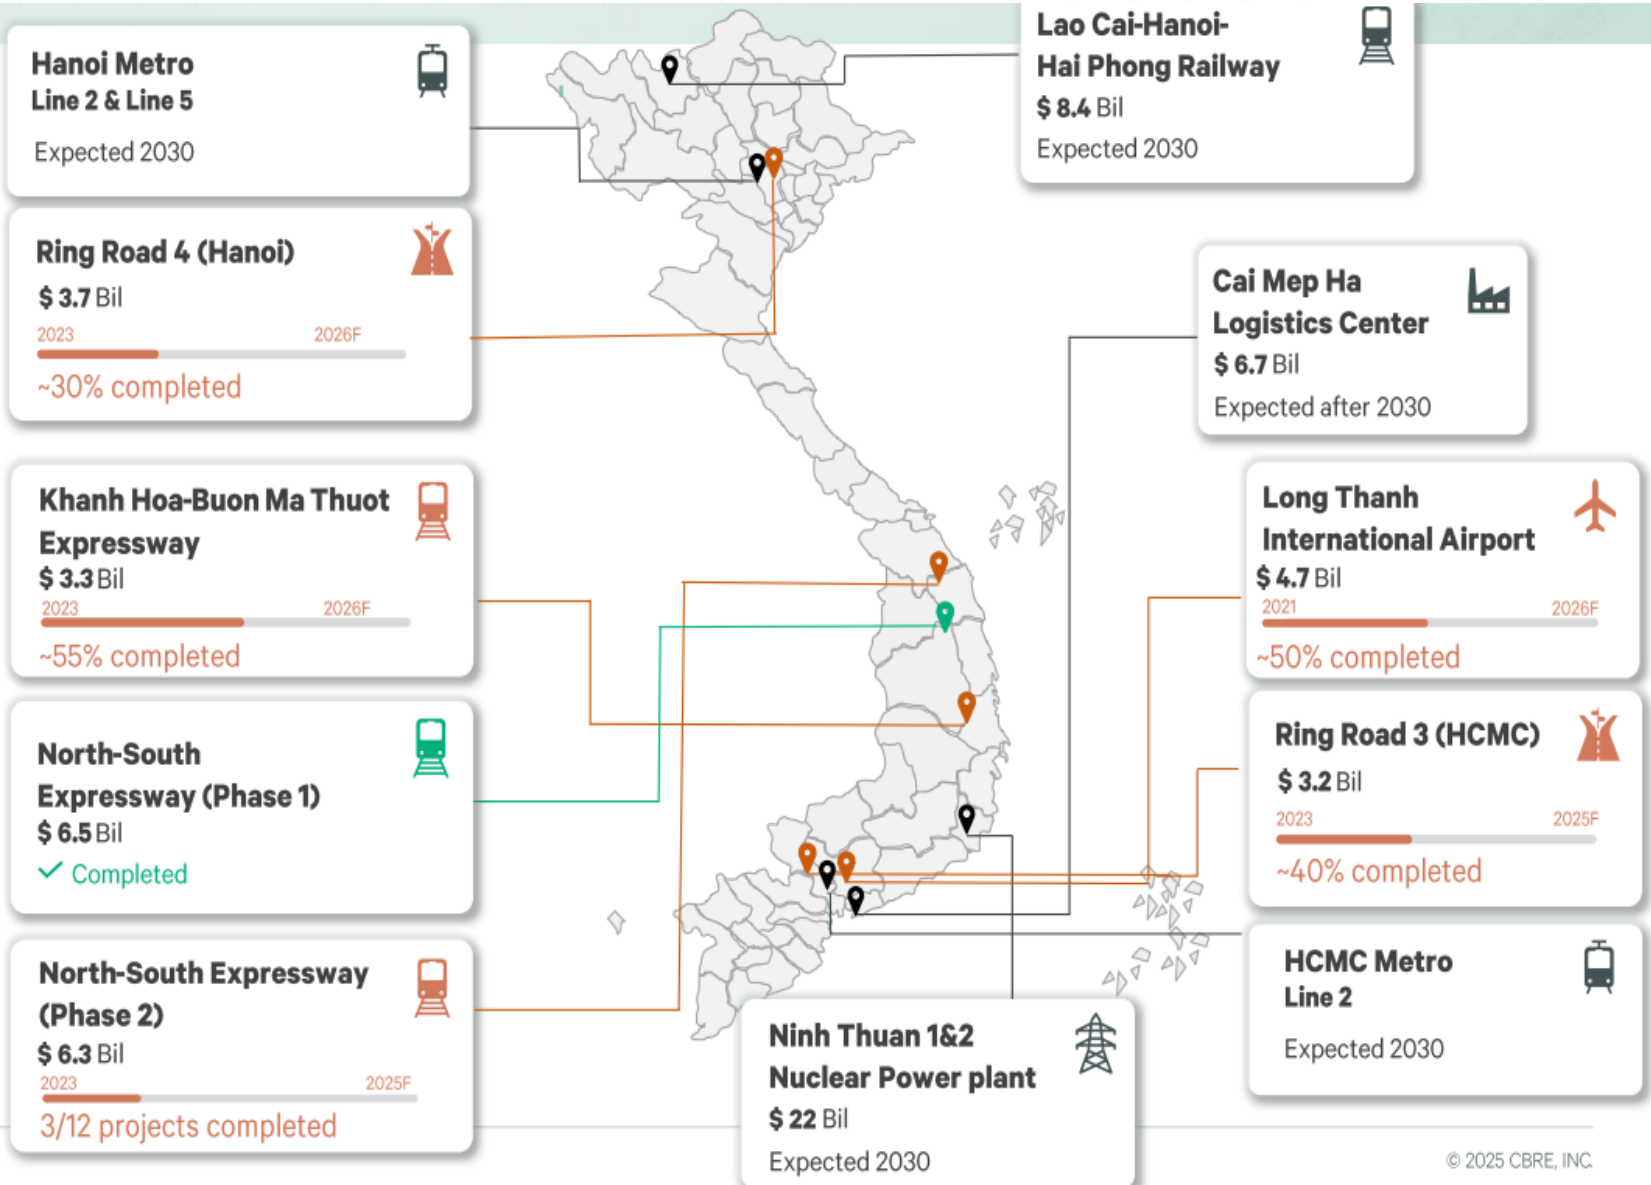 Hanoi Metro
Line 2 & Line 5
Expected 2030
Lao Cai-Hanoi-
Hai Phong Railway
$ 8.4 Bil
Expected 2030
Ring Road 4 (Hanoi)
$ 3.7 Bil
2023 2026F
~30% completed
Cai Mep Ha
Logistics Center
$ 6.7 Bil
Expected after 2030
Khanh Hoa-Buon Ma Thuot
Expressway
$ 3.3 Bil
2023 2026F
~55% completed
Long Thanh
International Airport
$ 4.7 Bil
2021 2026F
~50% completed
North-South
Expressway (Phase 1)
$ 6.5 Bil
✓ Completed
Ring Road 3 (HCMC)
$ 3.2 Bil
2023 2025F
~40% completed
North-South Expressway
(Phase 2)
$ 6.3 Bil
2023 2025F
3/12 projects completed
HCMC Metro
Line 2
Expected 2030
Ninh Thuan 1&2
Nuclear Power plant
$ 22 Bil
Expected 2030
© 2025 CBRE, INC.